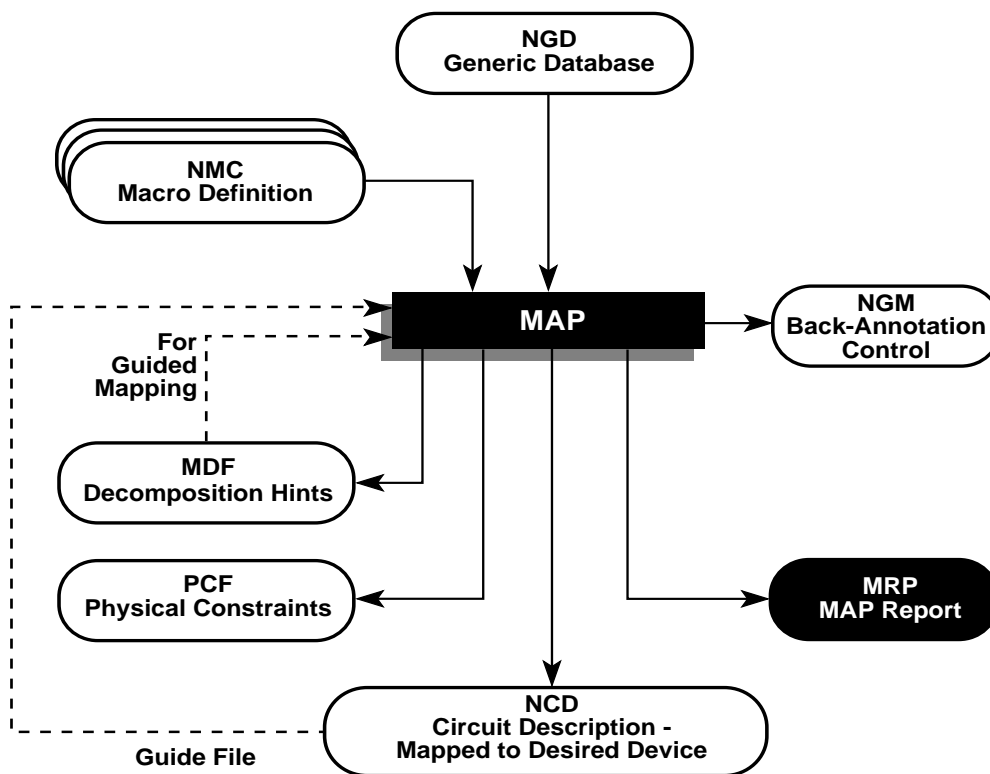 NGD
Generic Database
NMC
Macro Definition
MAP
NGM
Back-Annotation
Control
For
Guided
Mapping
MDF
Decomposition Hints
PCF
Physical Constraints
MRP
MAP Report
NCD
Circuit Description -
Mapped to Desired Device
Guide File